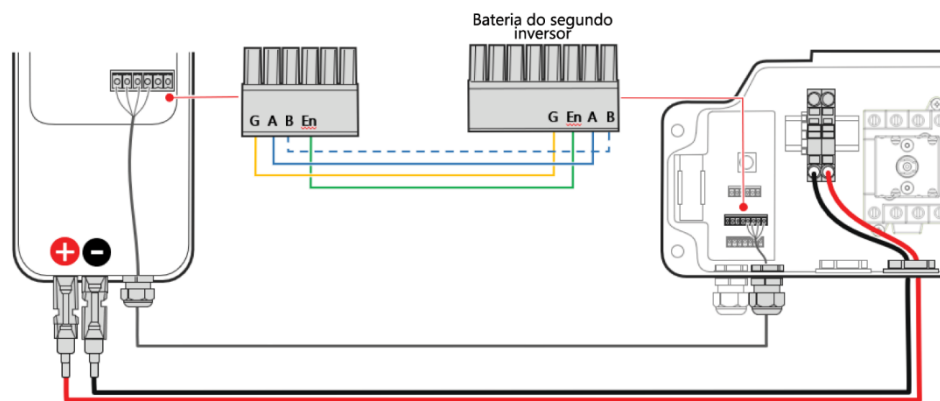 Bateria do segundo
inversor
G A B En
G En A B
+ -